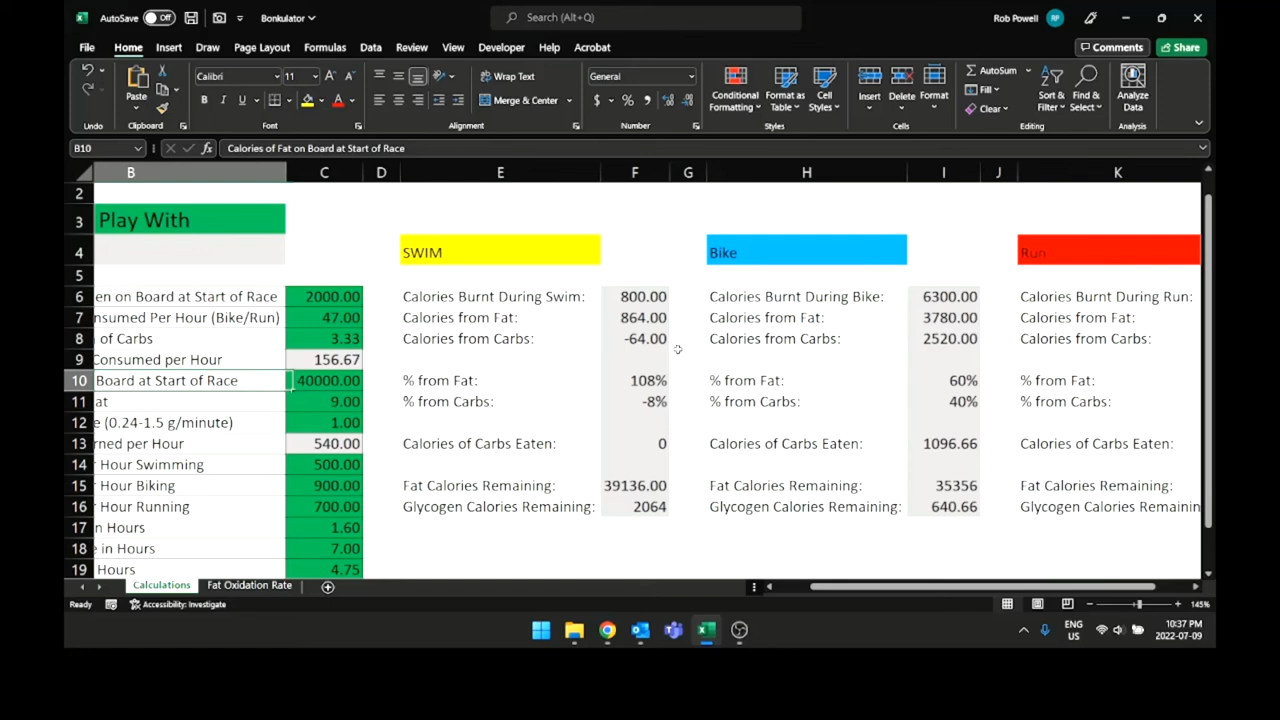 AutoSave Off Bonkulator Search (Alt+Q) Rob Powell RP
File Home Insert Draw Page Layout Formulas Data Review View Developer Help Acrobat Comments Share
Calibri 11 Wrap Text General AutoSum
Paste B I U A Merge & Center $ % Conditional Formatting Format as Table Cell Styles Insert Delete Format Fill Clear Sort & Filter Find & Select Analyze Data
Undo Clipboard Font Alignment Number Styles Cells Editing Analysis
B10 fx Calories of Fat on Board at Start of Race
B C D E F G H I J K
2
3 Play With
4 SWIM Bike Run
5
6 en on Board at Start of Race 2000.00 Calories Burnt During Swim: 800.00 Calories Burnt During Bike: 6300.00 Calories Burnt During Run:
7 nsumed Per Hour (Bike/Run) 47.00 Calories from Fat: 864.00 Calories from Fat: 3780.00 Calories from Fat:
8 n of Carbs 3.33 Calories from Carbs: -64.00 Calories from Carbs: 2520.00 Calories from Carbs:
9 Consumed per Hour 156.67
10 Board at Start of Race 40000.00 % from Fat: 108% % from Fat: 60% % from Fat:
11 at 9.00 % from Carbs: -8% % from Carbs: 40% % from Carbs:
12 e (0.24-1.5 g/minute) 1.00
13 rned per Hour 540.00 Calories of Carbs Eaten: 0 Calories of Carbs Eaten: 1096.66 Calories of Carbs Eaten:
14 r Hour Swimming 500.00
15 r Hour Biking 900.00 Fat Calories Remaining: 39136.00 Fat Calories Remaining: 35356 Fat Calories Remaining:
16 r Hour Running 700.00 Glycogen Calories Remaining: 2064 Glycogen Calories Remaining: 640.66 Glycogen Calories Remainin
17 n Hours 1.60
18 e in Hours 7.00
19 Hours 4.75
Calculations Fat Oxidation Rate
Ready Accessibility: Investigate 145%
ENG US 10:37 PM 2022-07-09